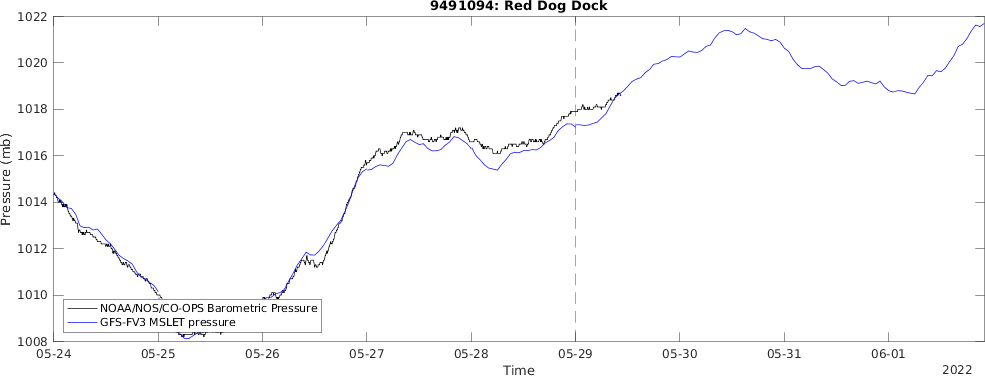 9491094: Red Dog Dock
1022
1020
1018
1016
1014
1012
1010
1008
Pressure (mb)
NOAA/NOS/CO-OPS Barometric Pressure
GFS-FV3 MSLET pressure
05-24 05-25 05-26 05-27 05-28 05-29 05-30 05-31 06-01
Time
2022